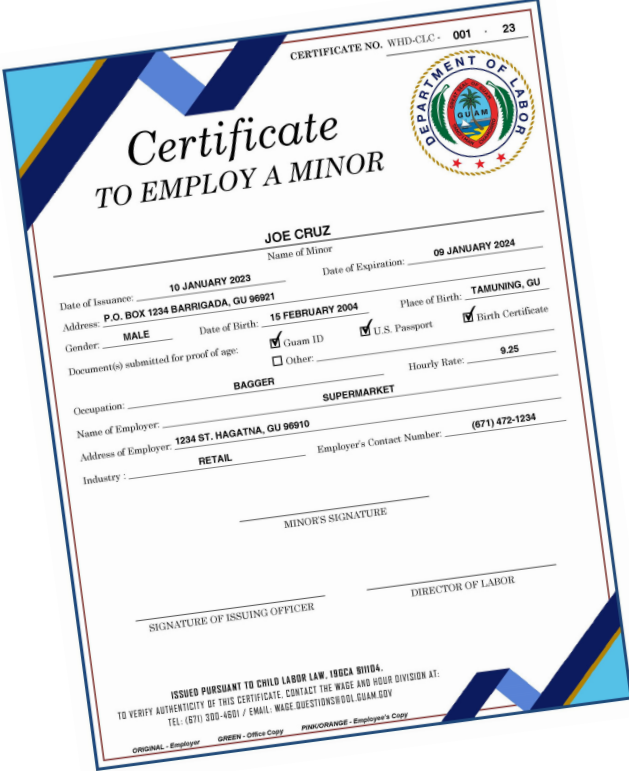 CERTIFICATE NO. WHD-CLC - 001 - 23
DEPARTMENT OF LABOR
GUAM
Certificate
TO EMPLOY A MINOR
JOE CRUZ
Name of Minor
Date of Issuance: 10 JANUARY 2023 Date of Expiration: 09 JANUARY 2024
Address: P.O. BOX 1234 BARRIGADA, GU 96921
Gender: MALE Date of Birth: 15 FEBRUARY 2004 Place of Birth: TAMUNING, GU
Document(s) submitted for proof of age: Guam ID U.S. Passport Birth Certificate
Other:
Occupation: BAGGER Hourly Rate: 9.25
Name of Employer: SUPERMARKET
Address of Employer: 1234 ST. HAGATNA, GU 96910
Industry : RETAIL Employer's Contact Number: (671) 472-1234
MINOR'S SIGNATURE
SIGNATURE OF ISSUING OFFICER DIRECTOR OF LABOR
ISSUED PURSUANT TO CHILD LABOR LAW, 19GCA §11104.
TO VERIFY AUTHENTICITY OF THIS CERTIFICATE, CONTACT THE WAGE AND HOUR DIVISION AT:
TEL: (671) 300-4601 / EMAIL: WAGE.QUESTIONS@DOL.GUAM.GOV
ORIGINAL - Employer GREEN - Office Copy PINK/ORANGE - Employee's Copy